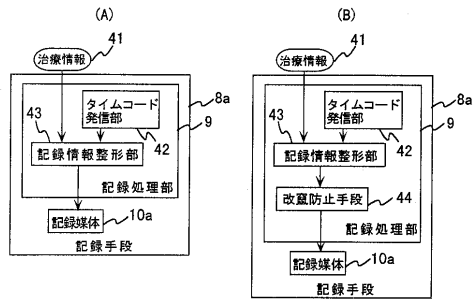 (A)
41
治療情報
8a
9
43
タイムコード
発信部
42
記録情報整形部
記録処理部
10a
記録媒体
記録手段
(B)
41
治療情報
8a
9
43
タイムコード
発信部
42
記録情報整形部
改竄防止手段
44
記録処理部
記録媒体
10a
記録手段